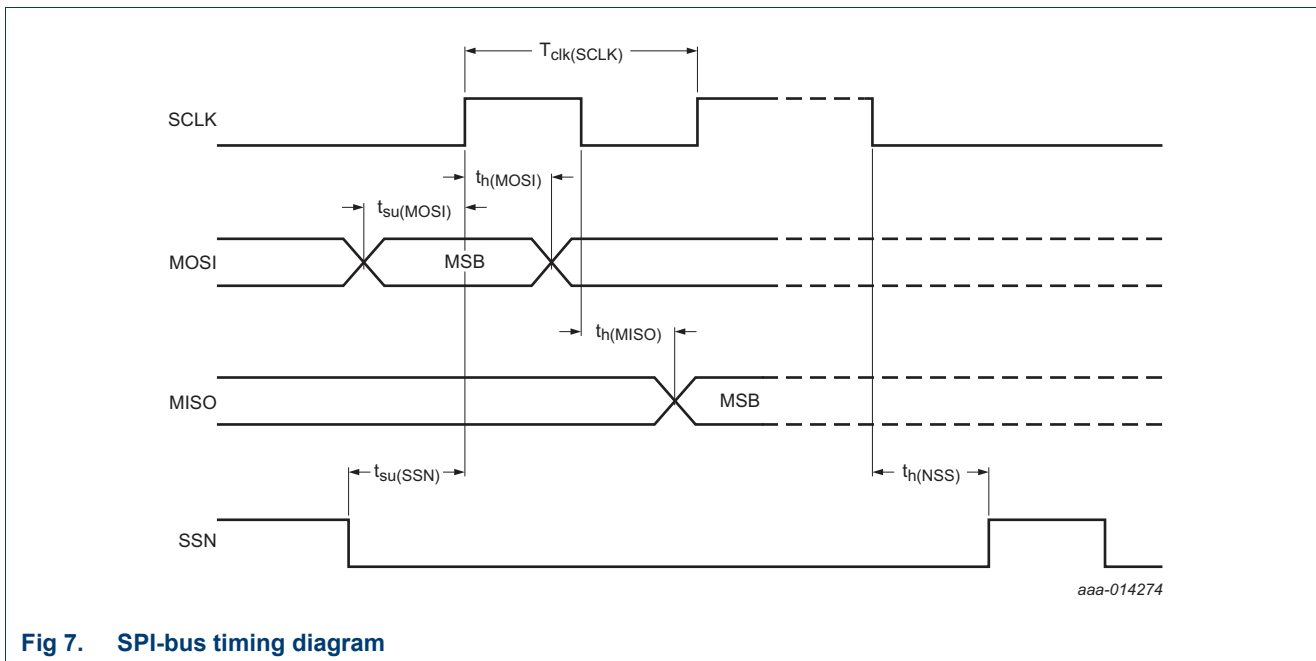 Tclk(SCLK)
SCLK
th(MOSI)
tsu(MOSI)
MOSI
MSB
th(MISO)
MISO
MSB
tsu(SSN)
th(NSS)
SSN
aaa-014274
Fig 7. SPI-bus timing diagram